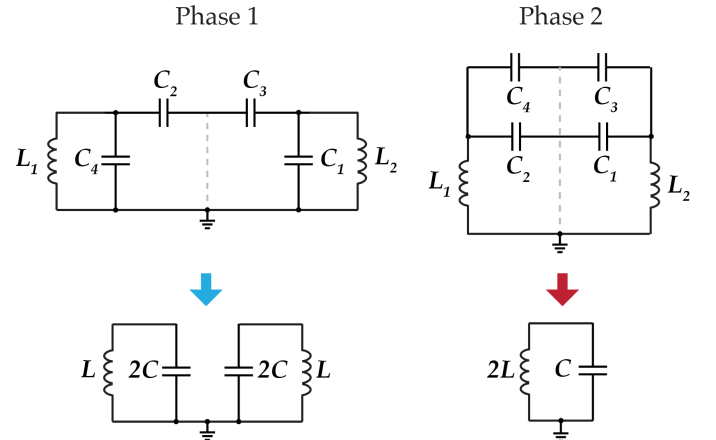 Phase 1
Phase 2
C₂
C₃
L₁
C₄
C₁
L₂
C₄
C₃
C₂
C₁
L₁
L₂
L
2C
2C
L
2L
C